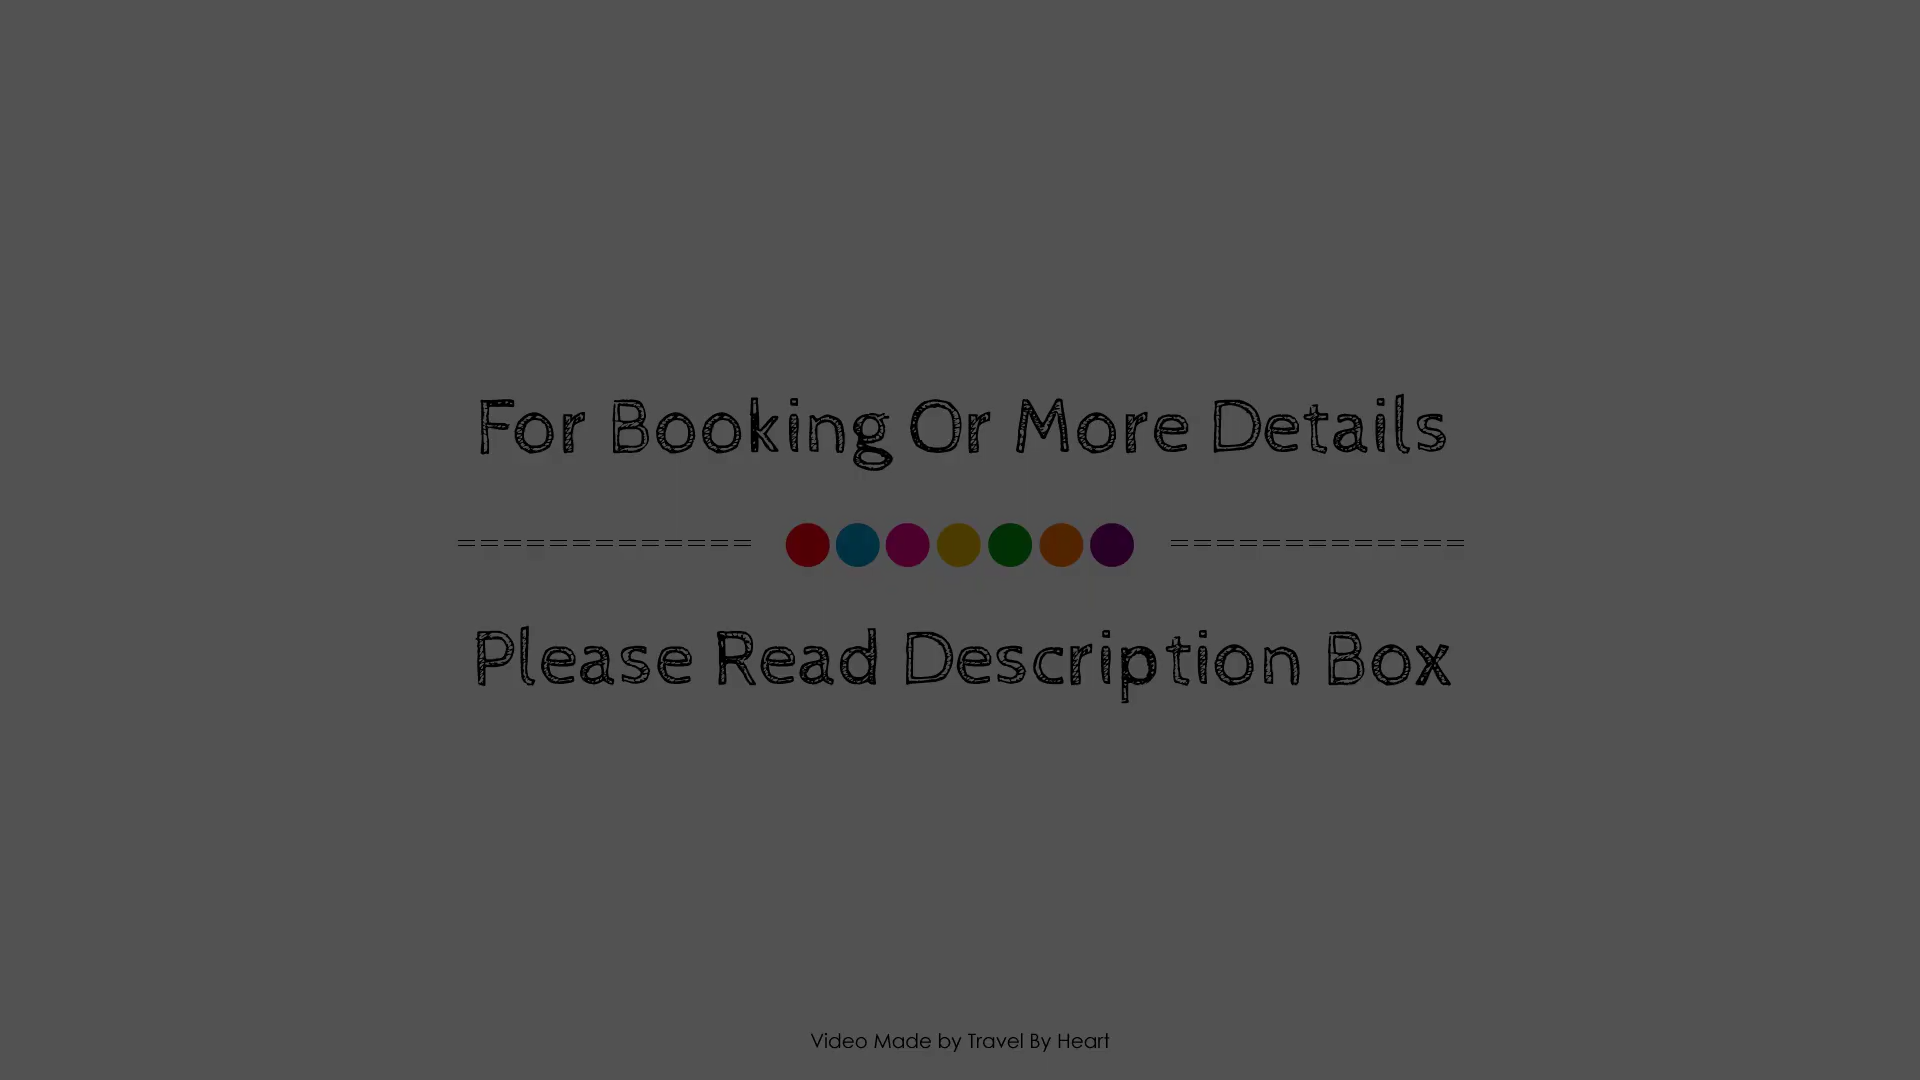 For Booking Or More Details
============= =============
Please Read Description Box
Video Made by Travel By Heart